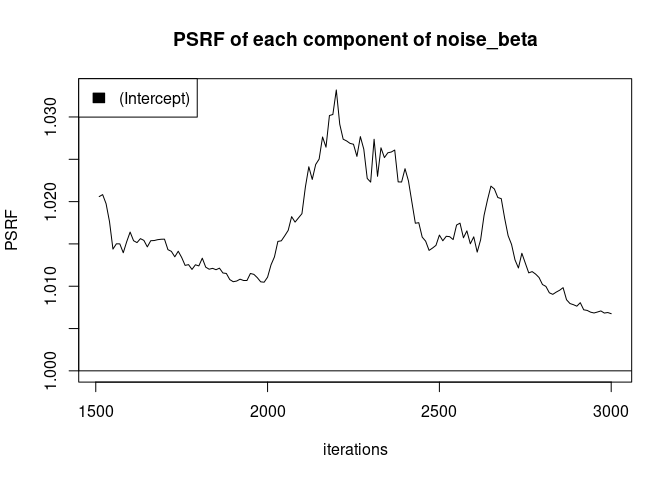 PSRF of each component of noise_beta
(Intercept)
PSRF
1.030
1.020
1.010
1.000
1500 2000 2500 3000
iterations